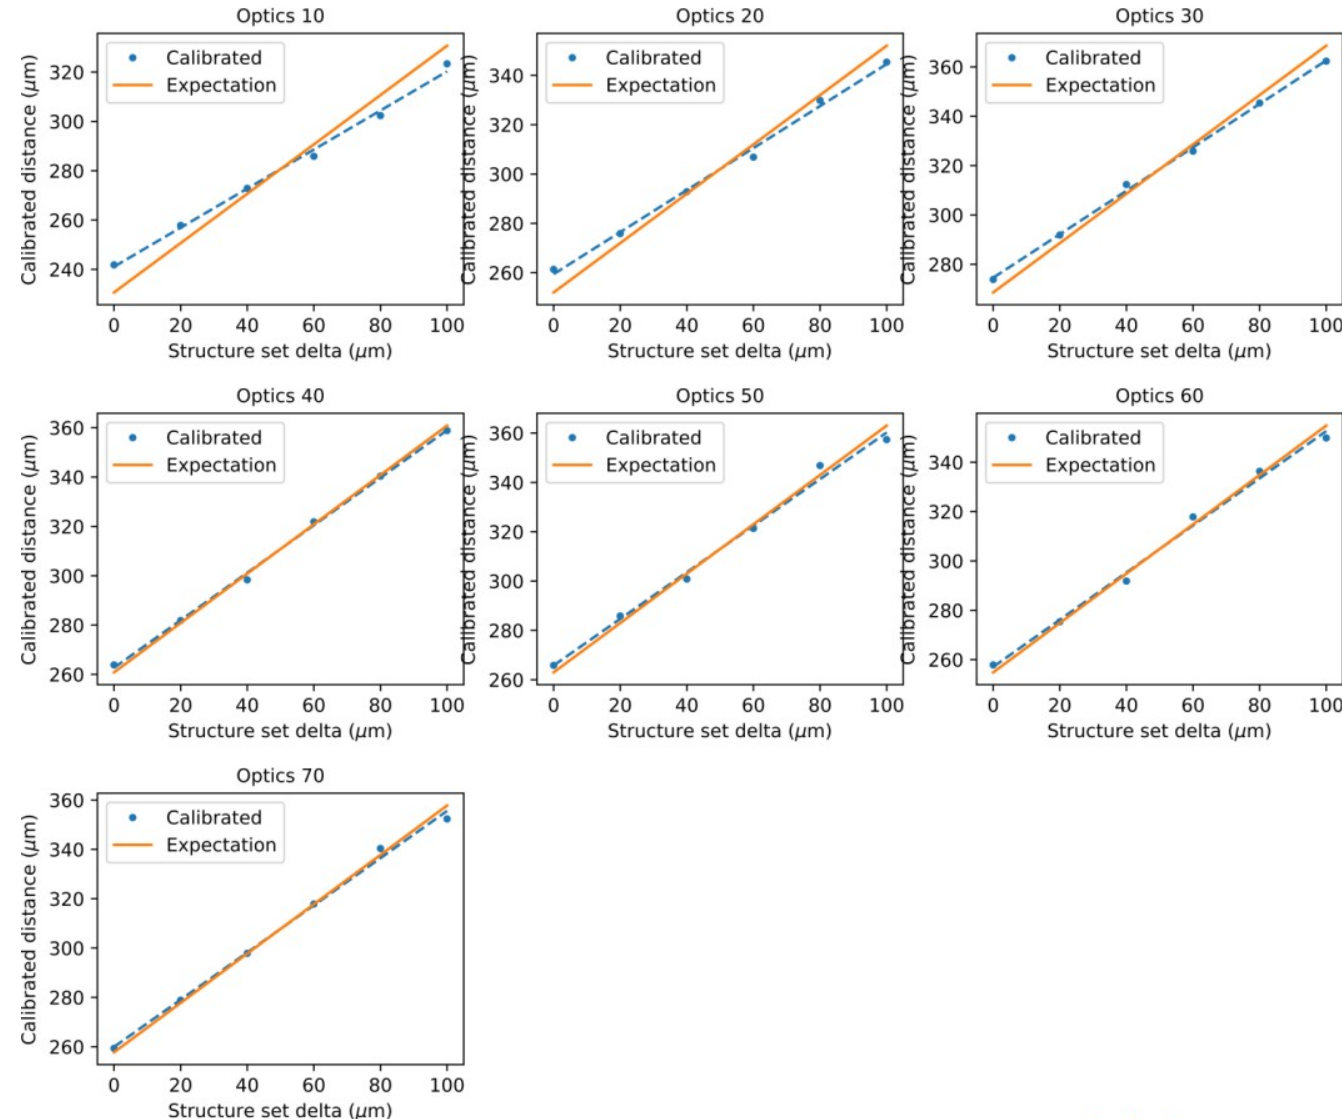 Optics 10
Calibrated distance (μm)
Calibrated
Expectation
320
300
280
260
240
0 20 40 60 80 100
Structure set delta (μm)
Optics 20
Calibrated distance (μm)
Calibrated
Expectation
340
320
300
280
260
0 20 40 60 80 100
Structure set delta (μm)
Optics 30
Calibrated distance (μm)
Calibrated
Expectation
360
340
320
300
280
0 20 40 60 80 100
Structure set delta (μm)
Optics 40
Calibrated distance (μm)
Calibrated
Expectation
360
340
320
300
280
260
0 20 40 60 80 100
Structure set delta (μm)
Optics 50
Calibrated distance (μm)
Calibrated
Expectation
360
340
320
300
280
260
0 20 40 60 80 100
Structure set delta (μm)
Optics 60
Calibrated distance (μm)
Calibrated
Expectation
340
320
300
280
260
0 20 40 60 80 100
Structure set delta (μm)
Optics 70
Calibrated distance (μm)
Calibrated
Expectation
360
340
320
300
280
260
0 20 40 60 80 100
Structure set delta (μm)